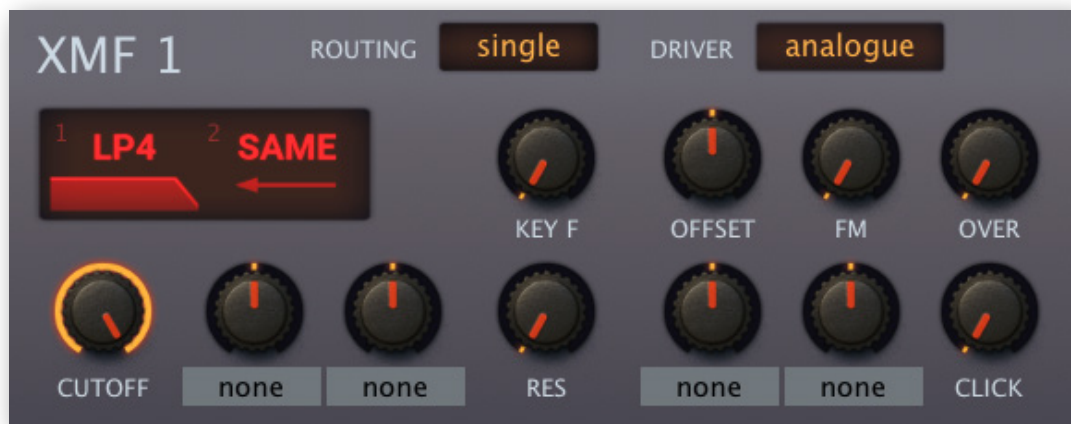 XMF 1 ROUTING single DRIVER analogue
1 LP4 2 SAME
KEY F OFFSET FM OVER
CUTOFF none none RES none none CLICK